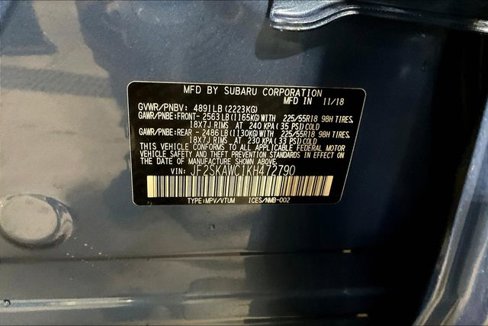 MFD BY SUBARU CORPORATION
GVWR/PNBV: 4891LB (2223KG) MFD IN 11/18
GAWR/PNBE: FRONT- 2563LB (1165KG) WITH 225/55R18 98H TIRES.
18X7J RIMS AT 240 KPA (35 PSI)COLD
GAWR/PNBE: REAR - 2486LB (1130KG) WITH 225/55R18 98H TIRES.
18X7J RIMS AT 230 KPA (33 PSI)COLD
THIS VEHICLE CONFORMS TO ALL APPLICABLE U.S. FEDERAL MOTOR
VEHICLE SAFETY, BUMPER, AND THEFT PREVENTION STANDARDS IN EFFECT
ON THE DATE OF MANUFACTURE SHOWN ABOVE.
VIN: JF2SKAWC1KH472790
TYPE:MPV/VTUM ICES/NMB-002